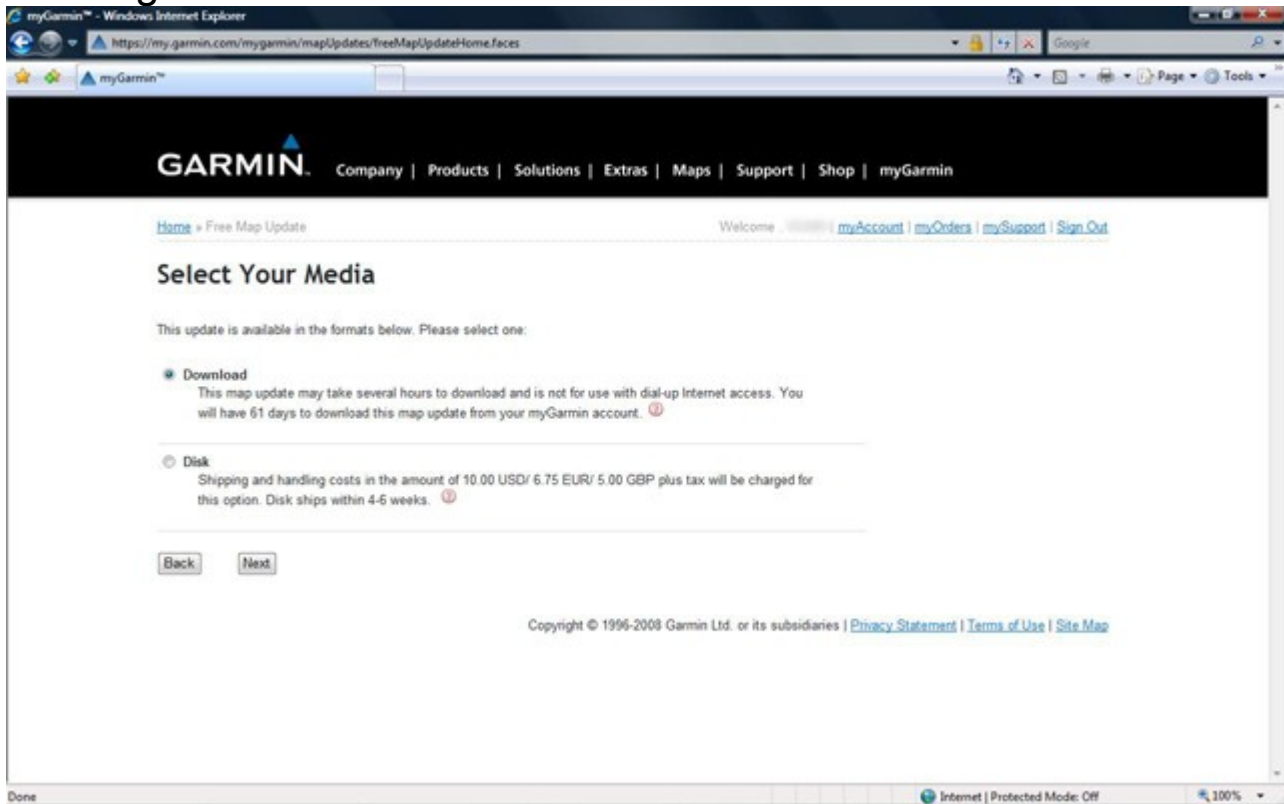 myGarmin™ - Windows Internet Explorer
https://my.garmin.com/mygarmin/mapUpdates/freeMapUpdateHome.faces
Google
myGarmin™
Page
Tools
GARMIN.
Company | Products | Solutions | Extras | Maps | Support | Shop | myGarmin
Home » Free Map Update
Welcome
myAccount | myOrders | mySupport | Sign Out
Select Your Media
This update is available in the formats below. Please select one:
Download
This map update may take several hours to download and is not for use with dial-up Internet access. You
will have 61 days to download this map update from your myGarmin account.
Disk
Shipping and handling costs in the amount of 10.00 USD/ 6.75 EUR/ 5.00 GBP plus tax will be charged for
this option. Disk ships within 4-6 weeks.
Back
Next
Copyright © 1996-2008 Garmin Ltd. or its subsidiaries | Privacy Statement | Terms of Use | Site Map
Done
Internet | Protected Mode: Off
100%